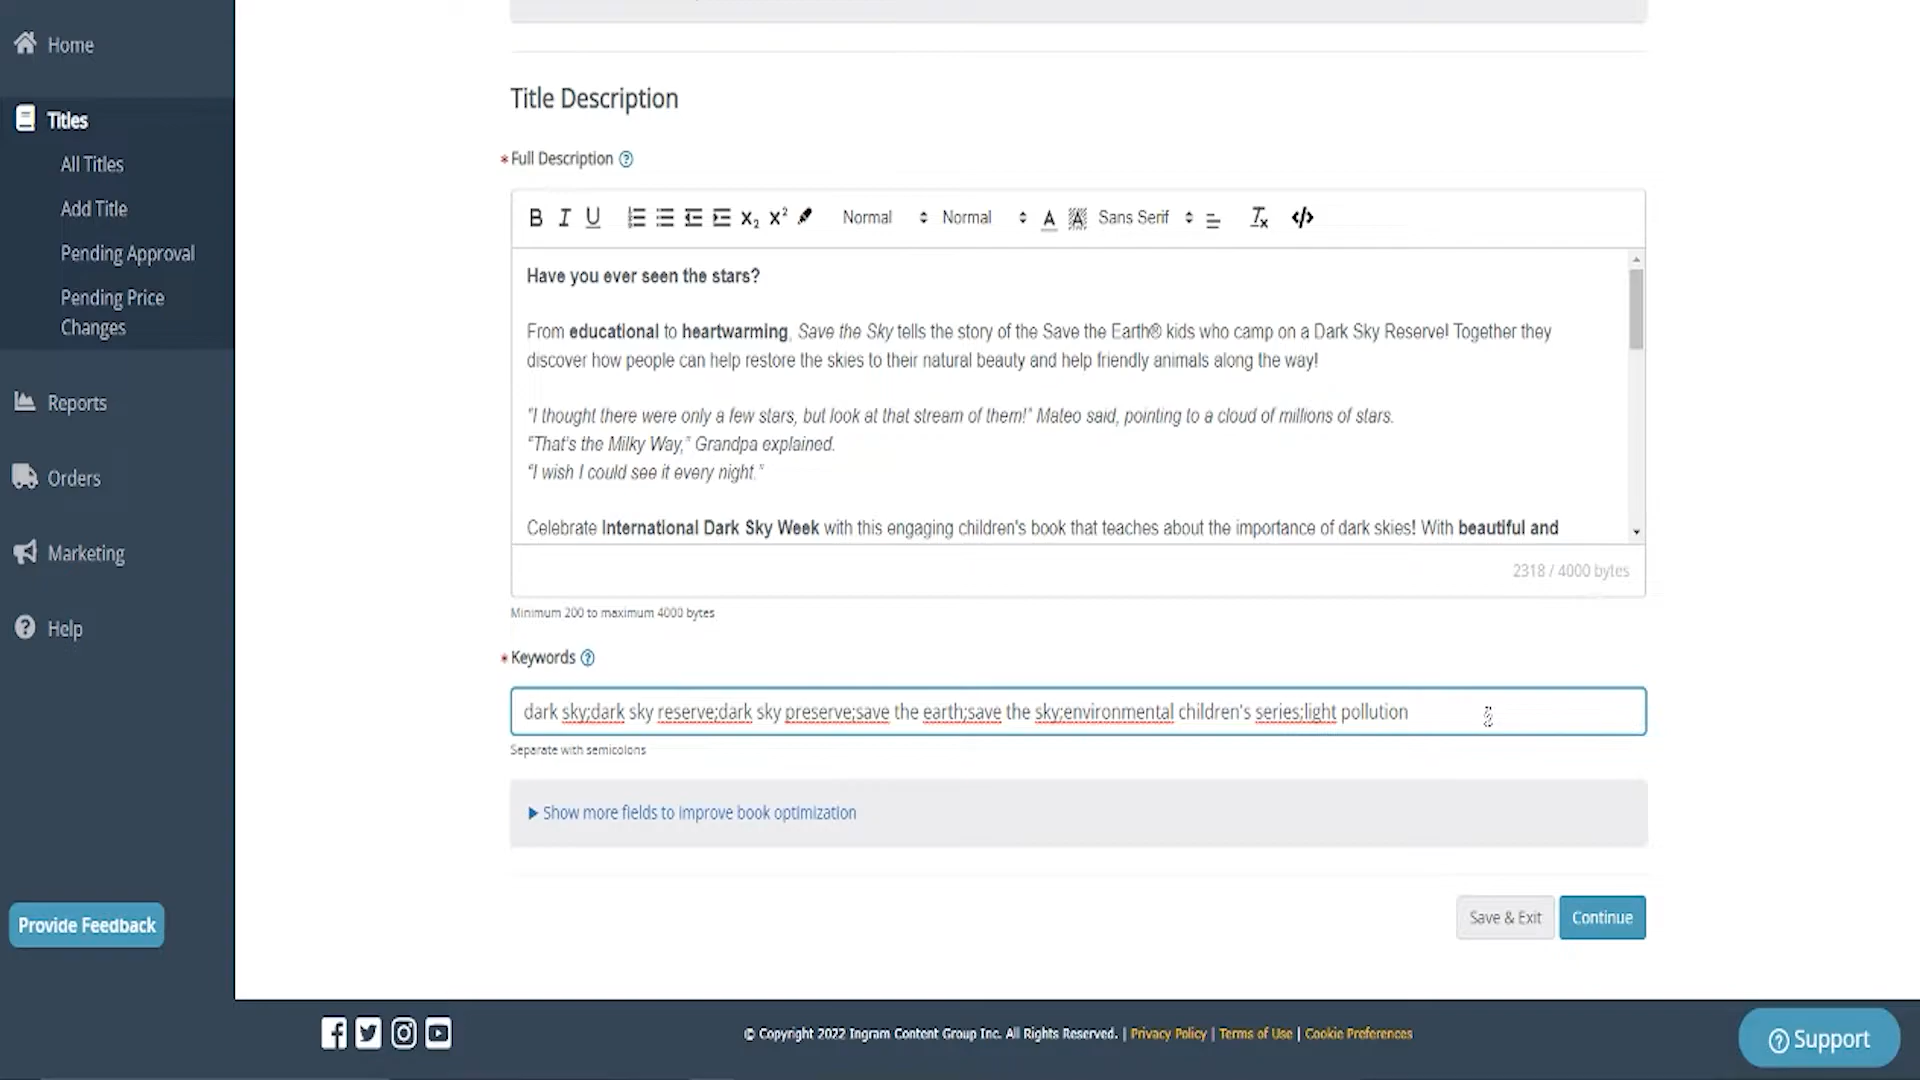 Home
Titles
All Titles
Add Title
Pending Approval
Pending Price
Changes
Reports
Orders
Marketing
Help
Provide Feedback
Title Description
* Full Description ?
B I U X₂ X² Normal Normal A A Sans Serif Tx </>
Have you ever seen the stars?
From educational to heartwarming, Save the Sky tells the story of the Save the Earth® kids who camp on a Dark Sky Reserve! Together they
discover how people can help restore the skies to their natural beauty and help friendly animals along the way!
"I thought there were only a few stars, but look at that stream of them!" Mateo said, pointing to a cloud of millions of stars.
"That's the Milky Way," Grandpa explained.
"I wish I could see it every night."
Celebrate International Dark Sky Week with this engaging children's book that teaches about the importance of dark skies! With beautiful and
2318 / 4000 bytes
Minimum 200 to maximum 4000 bytes
* Keywords ?
dark sky;dark sky reserve;dark sky preserve;save the earth;save the sky;environmental children's series;light pollution
Separate with semicolons
Show more fields to improve book optimization
Save & Exit Continue
© Copyright 2022 Ingram Content Group Inc. All Rights Reserved. | Privacy Policy | Terms of Use | Cookie Preferences
? Support